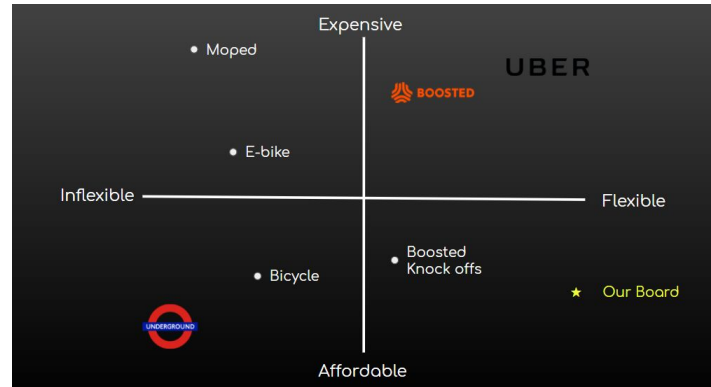 Expensive
Moped
UBER
BOOSTED
E-bike
Inflexible
Flexible
Boosted
Knock offs
Bicycle
Our Board
UNDERGROUND
Affordable